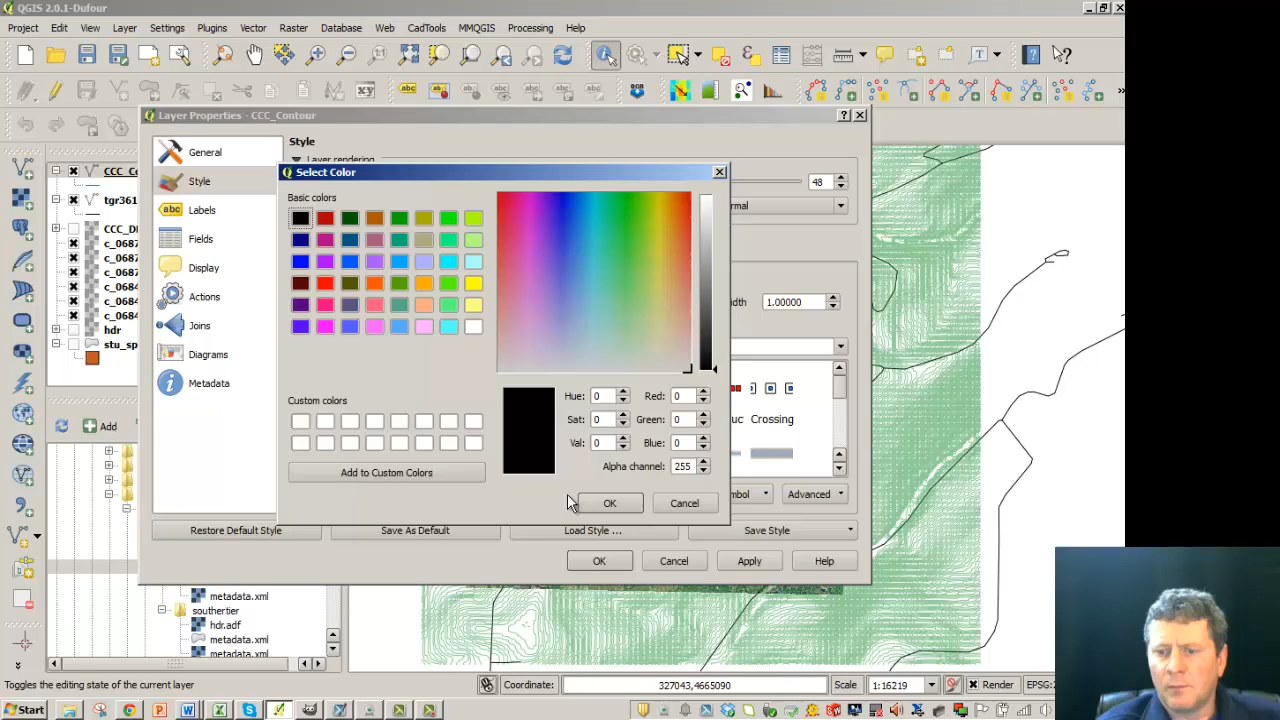 QGIS 2.0.1-Dufour
Project Edit View Layer Settings Plugins Vector Raster Database Web CadTools MMQGIS Processing Help
Layer Properties - CCC_Contour
General
Style
Labels
Fields
Display
Actions
Joins
Diagrams
Metadata
Style
Layer rendering
48
Select Color
Basic colors
Custom colors
Add to Custom Colors
Hue: 0 Red: 0
Sat: 0 Green: 0
Val: 0 Blue: 0
Alpha channel: 255
OK Cancel
1.00000
Crossing
Advanced
Restore Default Style Save As Default Load Style ... Save Style
OK Cancel Apply Help
CCC_Co
tgr361
CCC_D
c_0687
c_0687
c_0687
c_0684
c_0684
c_0684
hdr
stu_sp
Add
metadata.xml
southertier
hdr.adf
metadata.xml
metadata.xml
Toggles the editing state of the current layer
Coordinate: 327043,4665090 Scale 1:16219 Render EPSG:2
Start